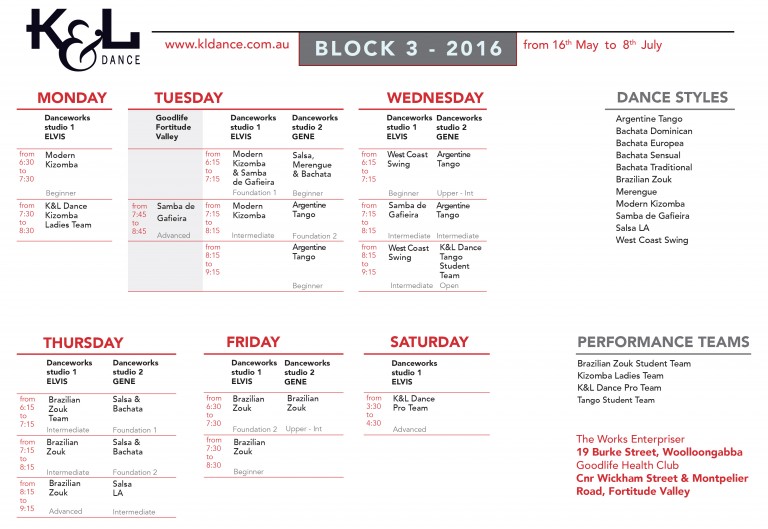 K&L
DANCE
www.kldance.com.au
BLOCK 3 - 2016
from 16th May to 8th July
MONDAY
Danceworks
studio 1
ELVIS
from
6:30
to
7:30
Modern
Kizomba
Beginner
from
7:30
to
8:30
K&L Dance
Kizomba
Ladies Team
TUESDAY
Goodlife
Fortitude
Valley
Danceworks
studio 1
ELVIS
Danceworks
studio 2
GENE
from
6:15
to
7:15
Modern
Kizomba
& Samba
de Gafieira
Foundation 1
Salsa,
Merengue
& Bachata
Beginner
from
7:45
to
8:45
Samba de
Gafieira
Advanced
from
7:15
to
8:15
Modern
Kizomba
Intermediate
Argentine
Tango
Foundation 2
from
8:15
to
9:15
Argentine
Tango
Beginner
WEDNESDAY
Danceworks
studio 1
ELVIS
Danceworks
studio 2
GENE
from
6:15
to
7:15
West Coast
Swing
Beginner
Argentine
Tango
Upper - Int
from
7:15
to
8:15
Samba de
Gafieira
Intermediate
Argentine
Tango
Intermediate
from
8:15
to
9:15
West Coast
Swing
Intermediate
K&L Dance
Tango
Student
Team
Open
DANCE STYLES
Argentine Tango
Bachata Dominican
Bachata Europea
Bachata Sensual
Bachata Traditional
Brazilian Zouk
Merengue
Modern Kizomba
Samba de Gafieira
Salsa LA
West Coast Swing
THURSDAY
Danceworks
studio 1
ELVIS
Danceworks
studio 2
GENE
from
6:15
to
7:15
Brazilian
Zouk
Team
Intermediate
Salsa &
Bachata
Foundation 1
from
7:15
to
8:15
Brazilian
Zouk
Intermediate
Salsa &
Bachata
Foundation 2
from
8:15
to
9:15
Brazilian
Zouk
Advanced
Salsa
LA
Intermediate
FRIDAY
Danceworks
studio 1
ELVIS
Danceworks
studio 2
GENE
from
6:30
to
7:30
Brazilian
Zouk
Foundation 2
Brazilian
Zouk
Upper - Int
from
7:30
to
8:30
Brazilian
Zouk
Beginner
SATURDAY
Danceworks
studio 1
ELVIS
from
3:30
to
4:30
K&L Dance
Pro Team
Advanced
PERFORMANCE TEAMS
Brazilian Zouk Student Team
Kizomba Ladies Team
K&L Dance Pro Team
Tango Student Team
The Works Enterpriser
19 Burke Street, Woolloongabba
Goodlife Health Club
Cnr Wickham Street & Montpelier
Road, Fortitude Valley